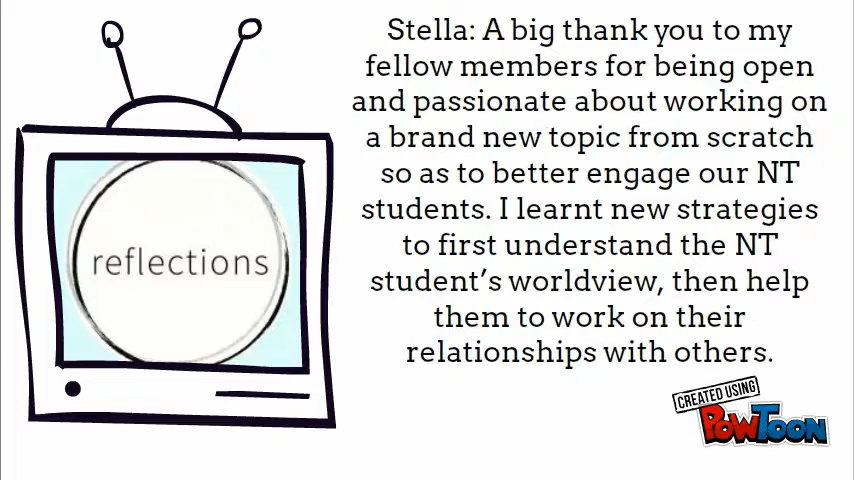 Stella: A big thank you to my
fellow members for being open
and passionate about working on
a brand new topic from scratch
so as to better engage our NT
students. I learnt new strategies
to first understand the NT
student’s worldview, then help
them to work on their
relationships with others.
reflections
CREATED USING
POWTOON